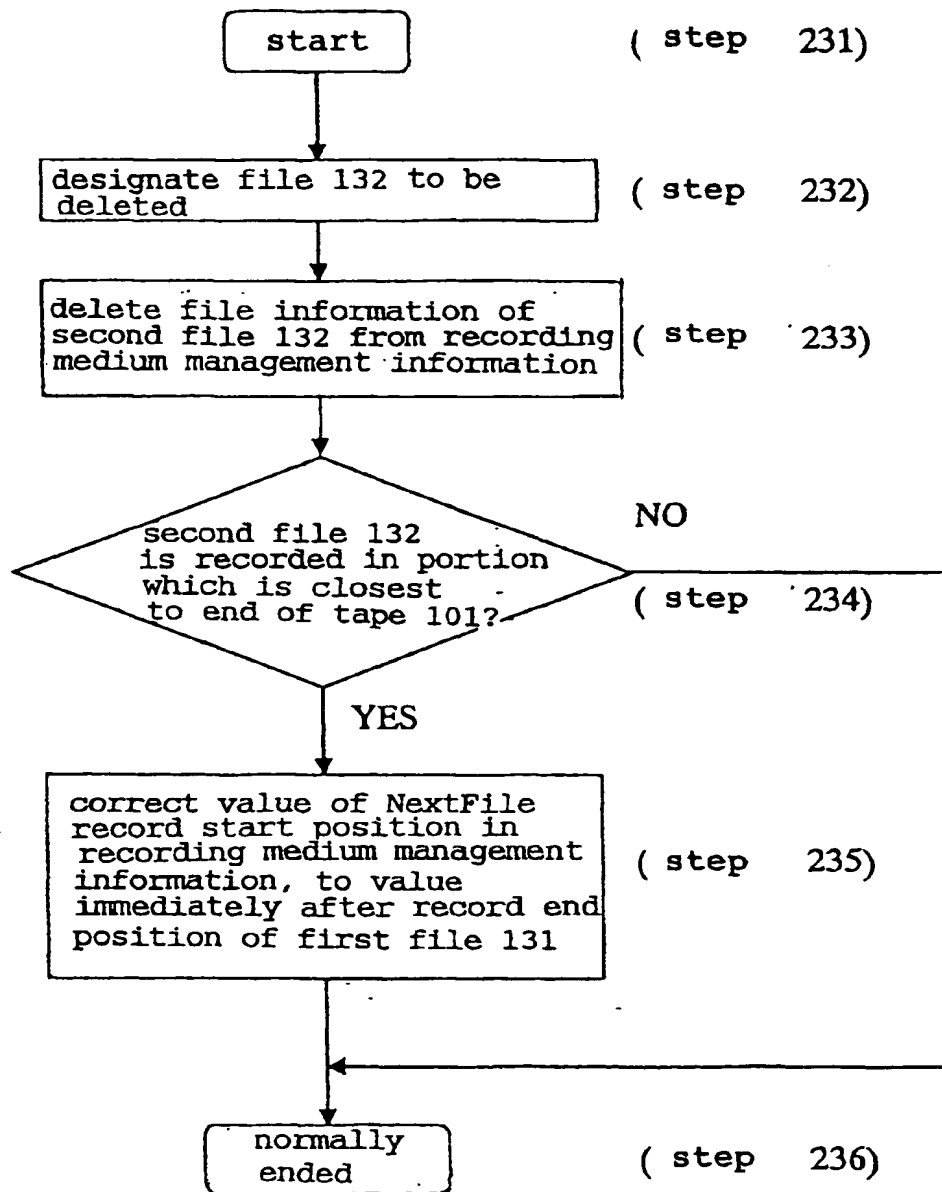 start ( step 231)
designate file 132 to be
deleted
( step 232)
delete file information of
second file 132 from recording
medium management information
( step 233)
second file 132
is recorded in portion
which is closest
to end of tape 101?
NO
( step 234)
YES
correct value of NextFile
record start position in
recording medium management
information, to value
immediately after record end
position of first file 131
( step 235)
normally
ended
( step 236)